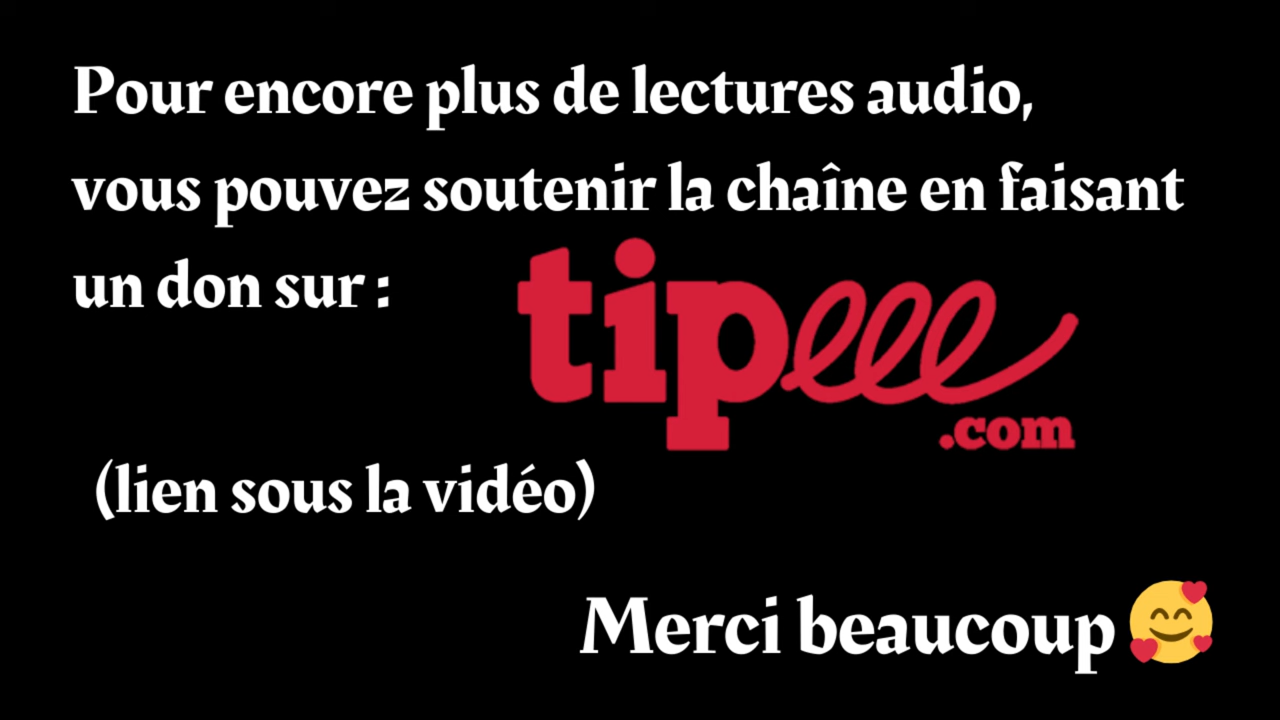 Pour encore plus de lectures audio,
vous pouvez soutenir la chaîne en faisant
un don sur :
tipeee
.com
(lien sous la vidéo)
Merci beaucoup 🥰